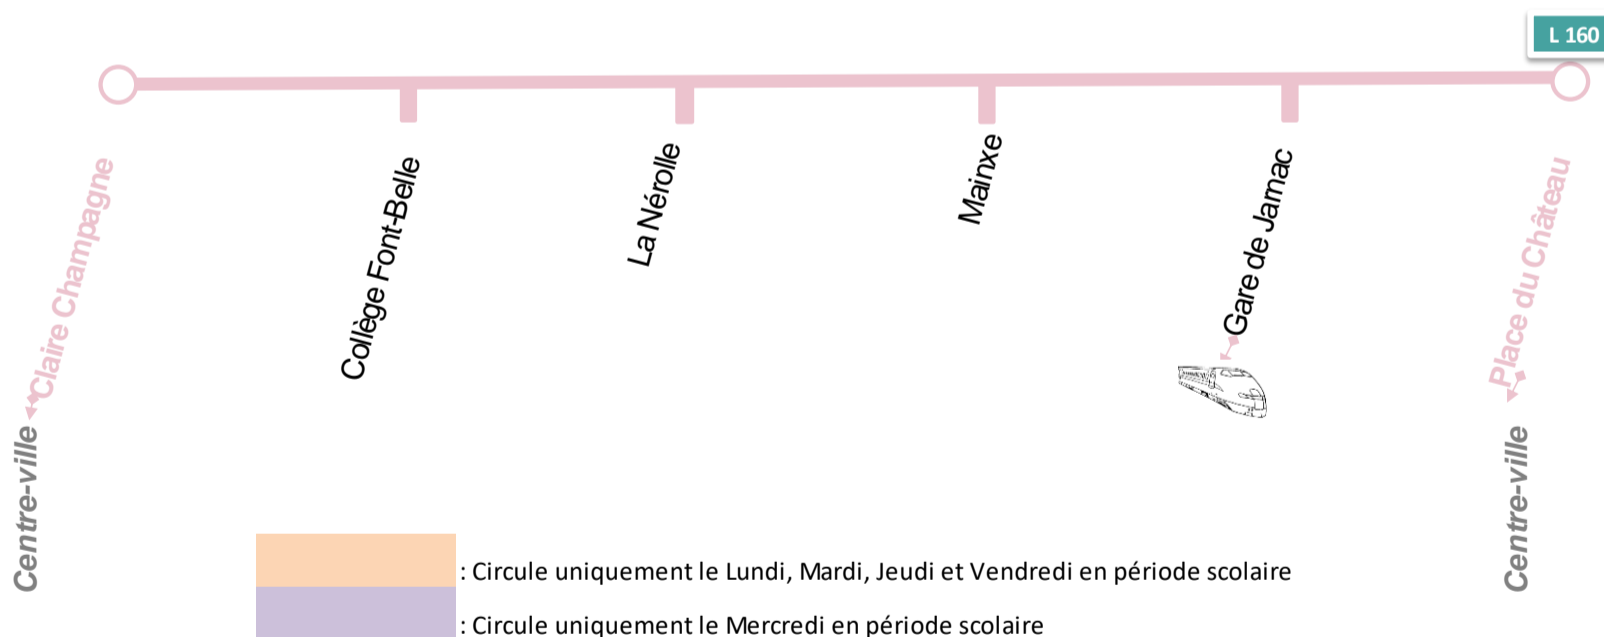 L 160
Claire Champagne
Collège Font-Belle
La Nérolle
Mainxe
Gare de Jarnac
Place du Château
Centre-ville
Centre-ville
: Circule uniquement le Lundi, Mardi, Jeudi et Vendredi en période scolaire
: Circule uniquement le Mercredi en période scolaire